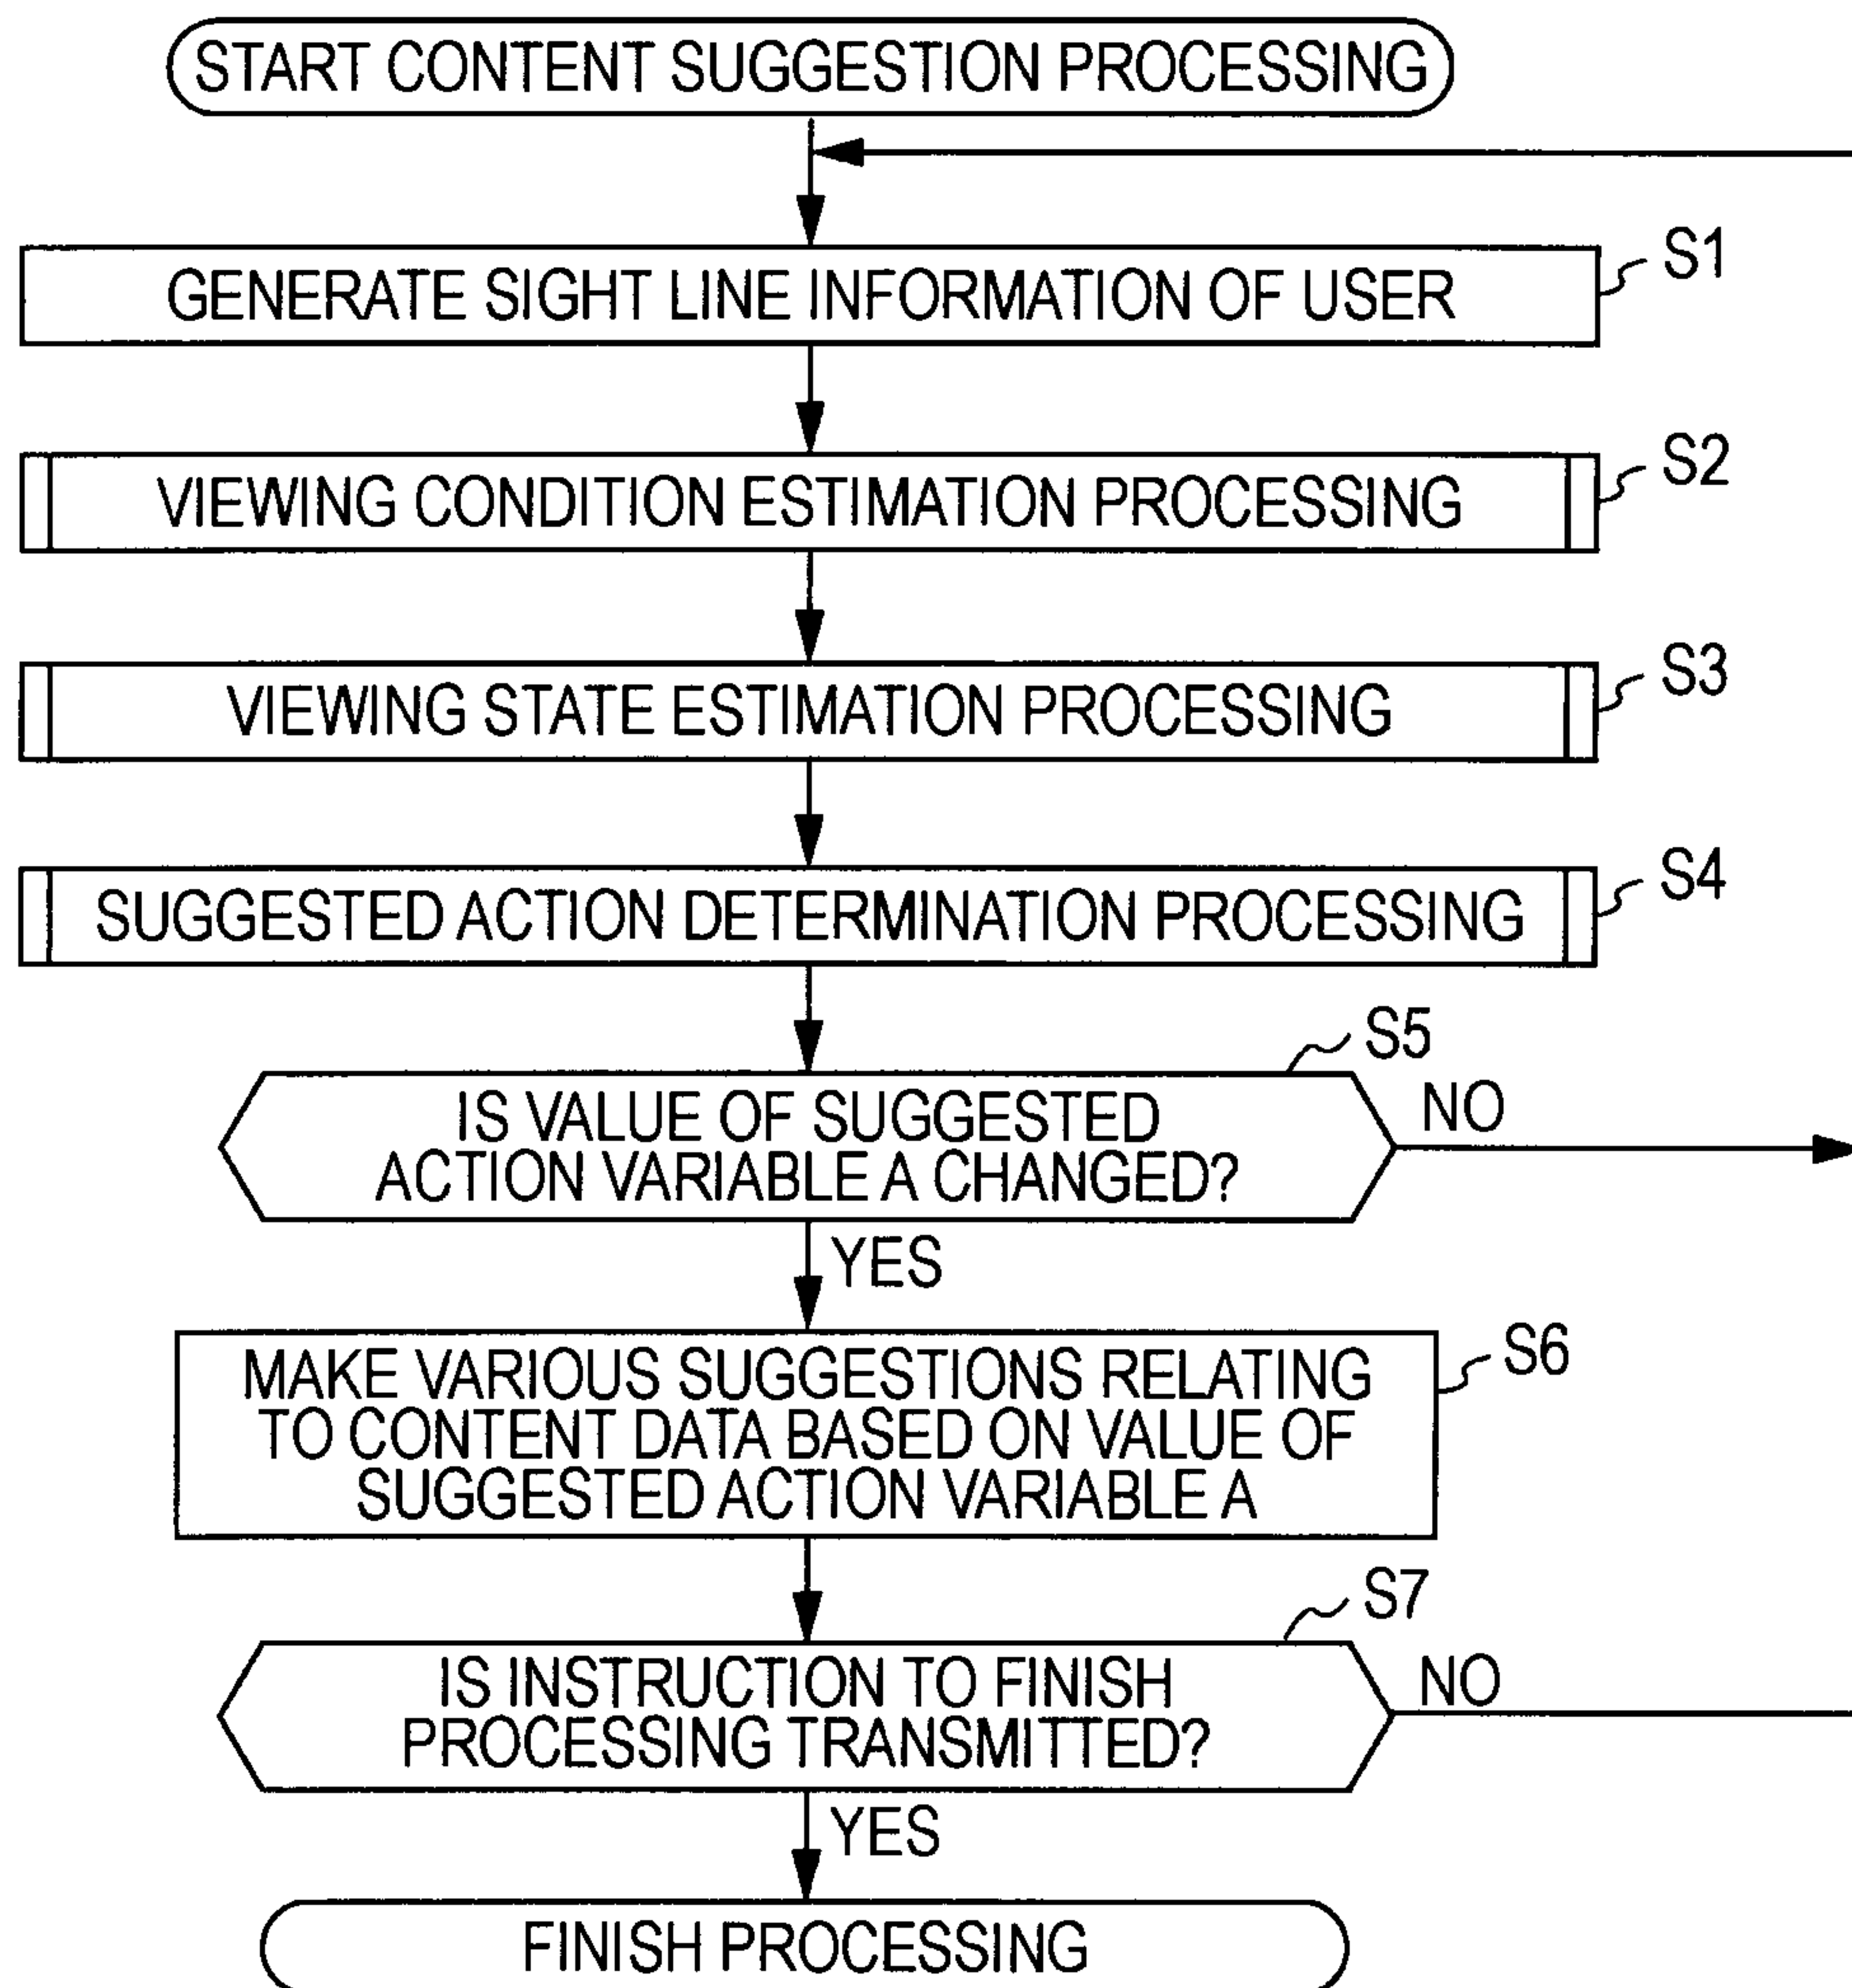 START CONTENT SUGGESTION PROCESSING
GENERATE SIGHT LINE INFORMATION OF USER
S1
VIEWING CONDITION ESTIMATION PROCESSING
S2
VIEWING STATE ESTIMATION PROCESSING
S3
SUGGESTED ACTION DETERMINATION PROCESSING
S4
S5
IS VALUE OF SUGGESTED
ACTION VARIABLE A CHANGED?
NO
YES
MAKE VARIOUS SUGGESTIONS RELATING
TO CONTENT DATA BASED ON VALUE OF
SUGGESTED ACTION VARIABLE A
S6
S7
IS INSTRUCTION TO FINISH
PROCESSING TRANSMITTED?
NO
YES
FINISH PROCESSING